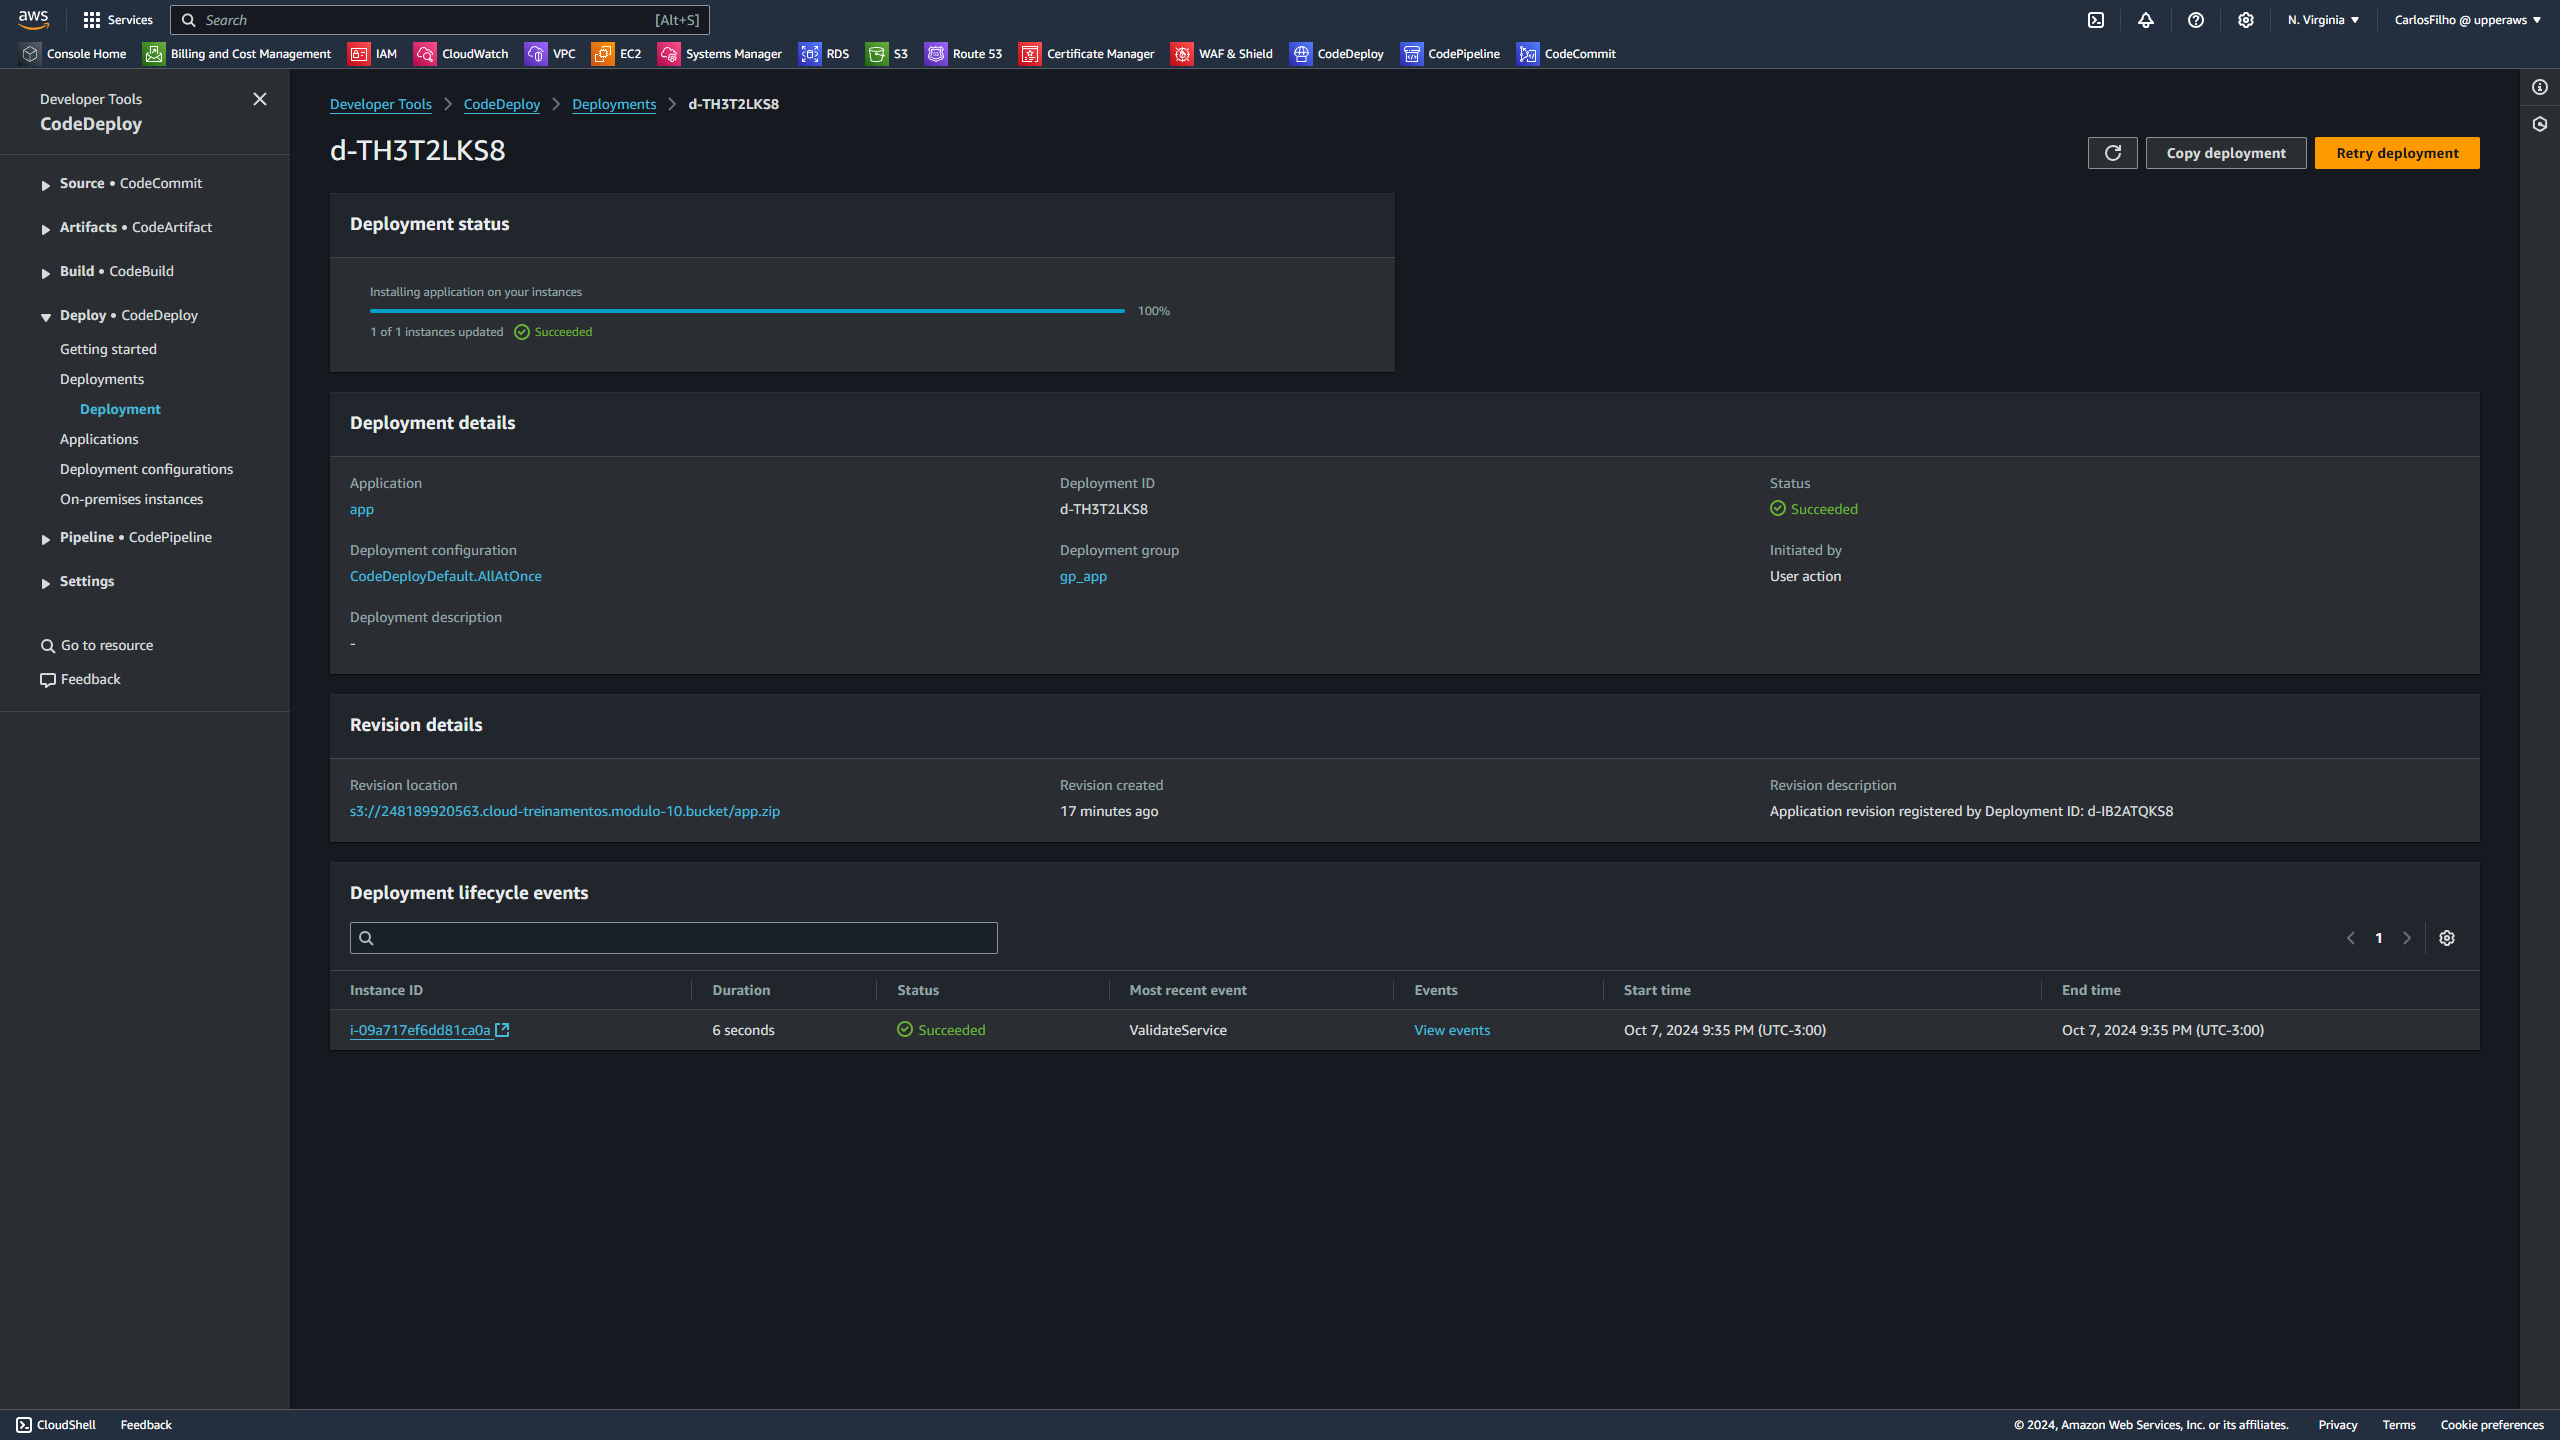 aws Services Search [Alt+S] N. Virginia ▼ CarlosFilho @ upperaws ▼
Console Home Billing and Cost Management IAM CloudWatch VPC EC2 Systems Manager RDS S3 Route 53 Certificate Manager WAF & Shield CodeDeploy CodePipeline CodeCommit
Developer Tools
CodeDeploy
Source • CodeCommit
Artifacts • CodeArtifact
Build • CodeBuild
Deploy • CodeDeploy
Getting started
Deployments
Deployment
Applications
Deployment configurations
On-premises instances
Pipeline • CodePipeline
Settings
Go to resource
Feedback
Developer Tools > CodeDeploy > Deployments > d-TH3T2LKS8
d-TH3T2LKS8
Copy deployment Retry deployment
Deployment status
Installing application on your instances
100%
1 of 1 instances updated Succeeded
Deployment details
Application Deployment ID Status
app d-TH3T2LKS8 Succeeded
Deployment configuration Deployment group Initiated by
CodeDeployDefault.AllAtOnce gp_app User action
Deployment description
-
Revision details
Revision location Revision created Revision description
s3://248189920563.cloud-treinamentos.modulo-10.bucket/app.zip 17 minutes ago Application revision registered by Deployment ID: d-IB2ATQKS8
Deployment lifecycle events
1
Instance ID Duration Status Most recent event Events Start time End time
i-09a717ef6dd81ca0a 6 seconds Succeeded ValidateService View events Oct 7, 2024 9:35 PM (UTC-3:00) Oct 7, 2024 9:35 PM (UTC-3:00)
CloudShell Feedback © 2024, Amazon Web Services, Inc. or its affiliates. Privacy Terms Cookie preferences